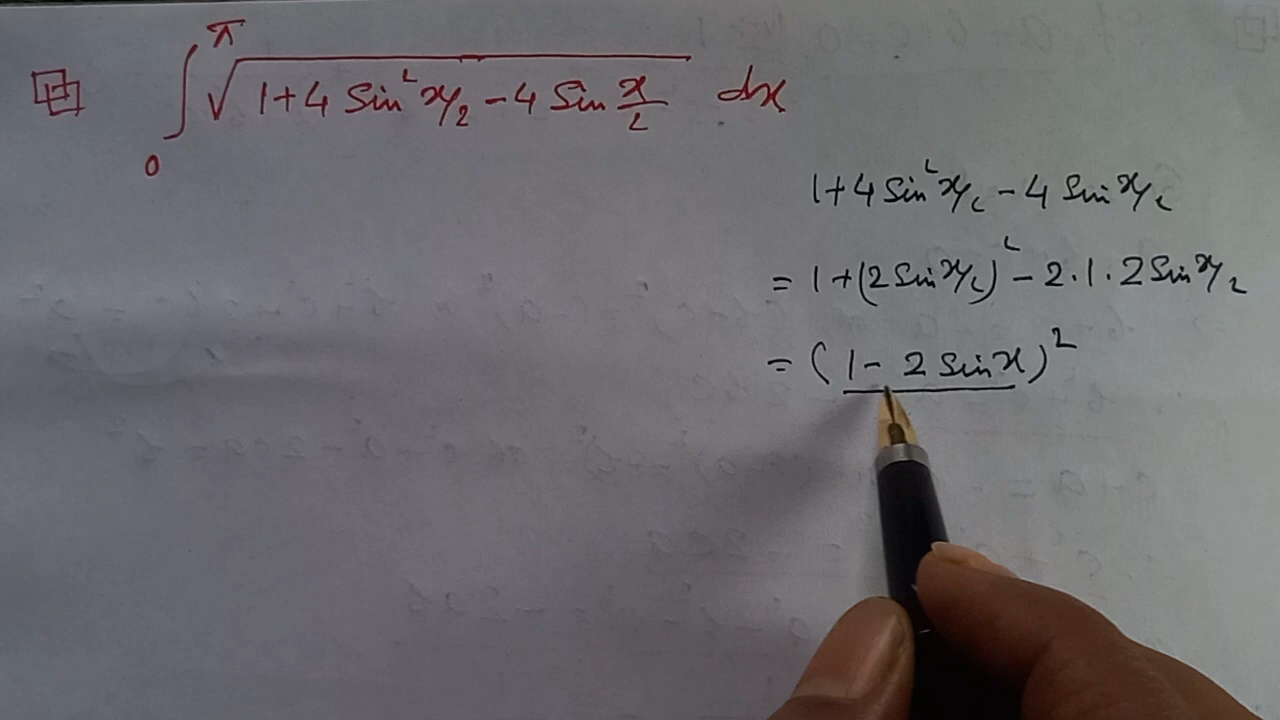 ∫₀^π √(1+4 Sin² x/2 − 4 Sin x/2) dx
1+4 Sin² x/2 − 4 Sin x/2
= 1+(2 Sin x/2)² − 2.1.2 Sin x/2
= (1 − 2 Sin x)²